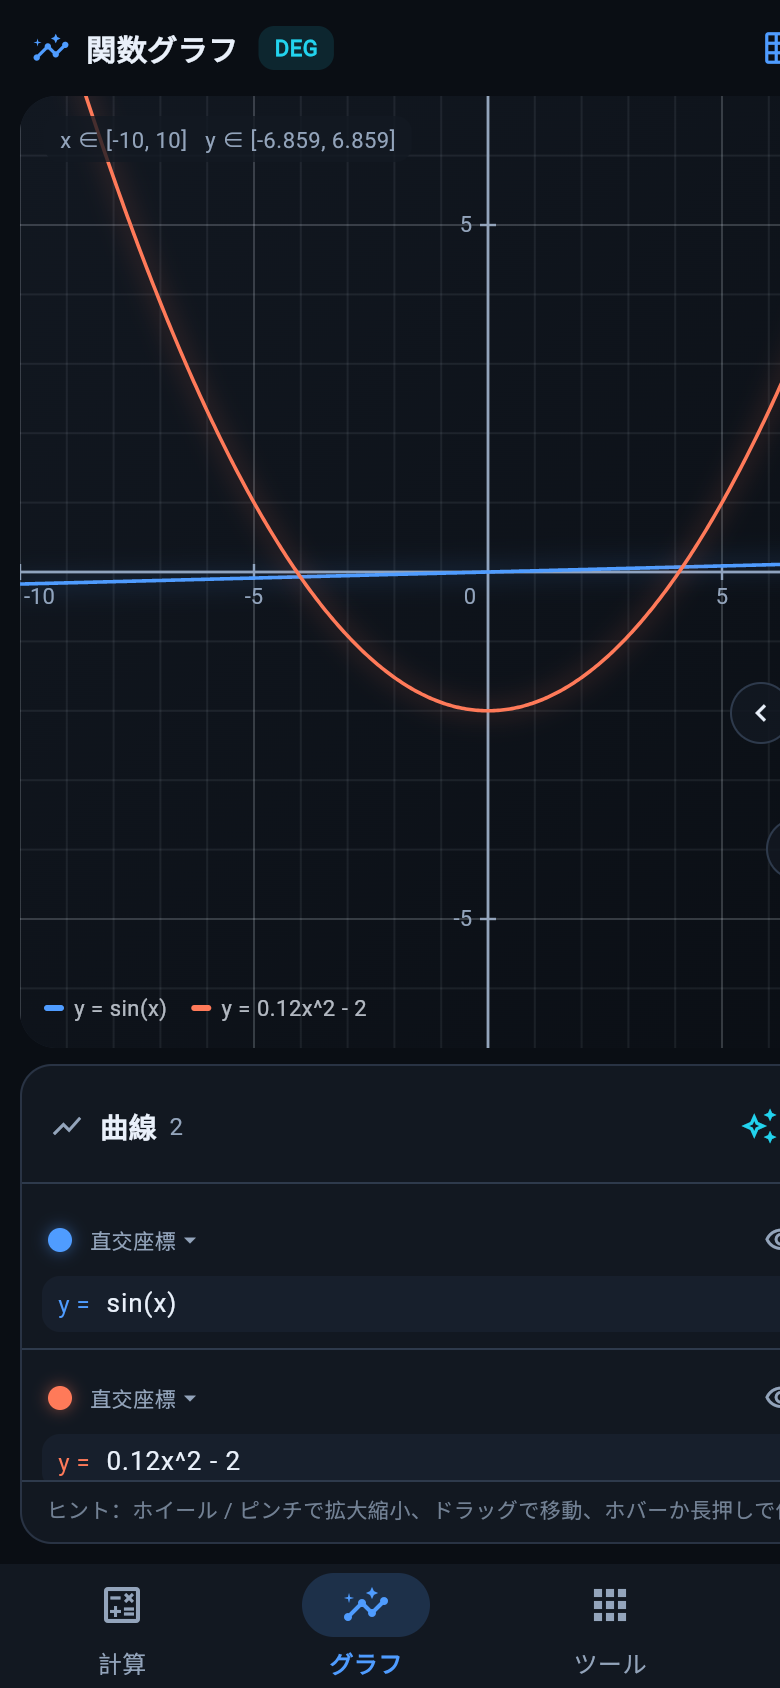 関数グラフ DEG
x ∈ [-10, 10] y ∈ [-6.859, 6.859]
5
-10 -5 0 5
-5
y = sin(x) y = 0.12x^2 - 2
曲線 2
直交座標
y = sin(x)
直交座標
y = 0.12x^2 - 2
ヒント: ホイール / ピンチで拡大縮小、ドラッグで移動、ホバーか長押しで
計算 グラフ ツール